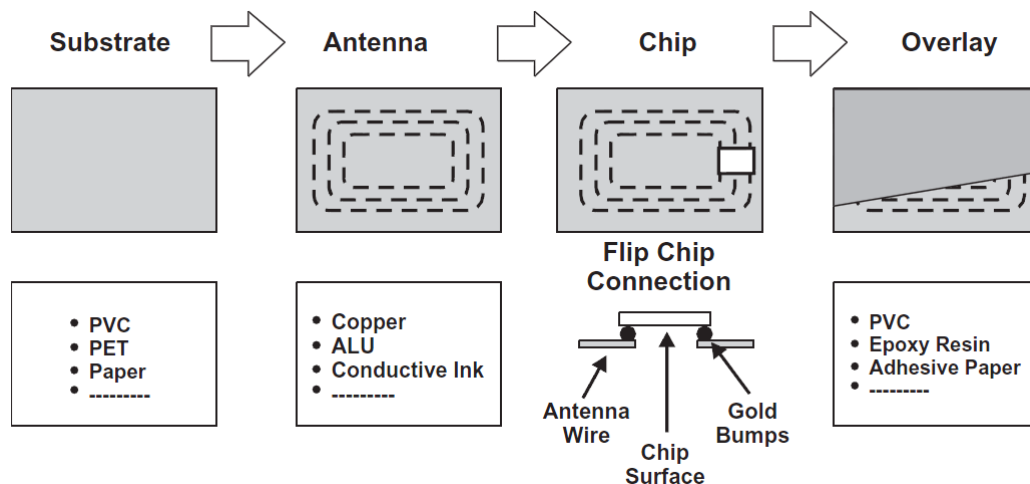 Substrate
Antenna
Chip
Overlay
Flip Chip
Connection
• PVC
• PET
• Paper
• ---------
• Copper
• ALU
• Conductive Ink
• ---------
Antenna
Wire
Chip
Surface
Gold
Bumps
• PVC
• Epoxy Resin
• Adhesive Paper
• ---------